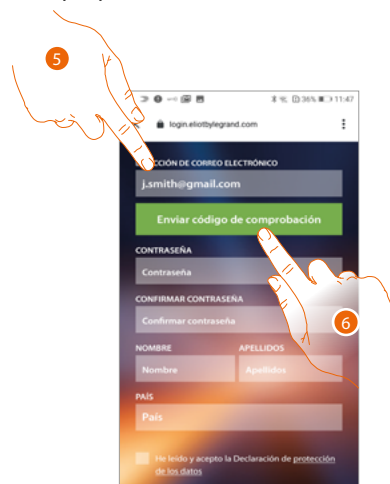 5
36% 11:47
login.eliotbylegrand.com
CCIÓN DE CORREO ELECTRÓNICO
j.smith@gmail.com
Enviar código de comprobación
CONTRASEÑA
Contraseña
CONFIRMAR CONTRASEÑA
Confirmar contraseña
6
NOMBRE APELLIDOS
Nombre Apellidos
PAÍS
País
He leído y acepto la Declaración de protección
de los datos